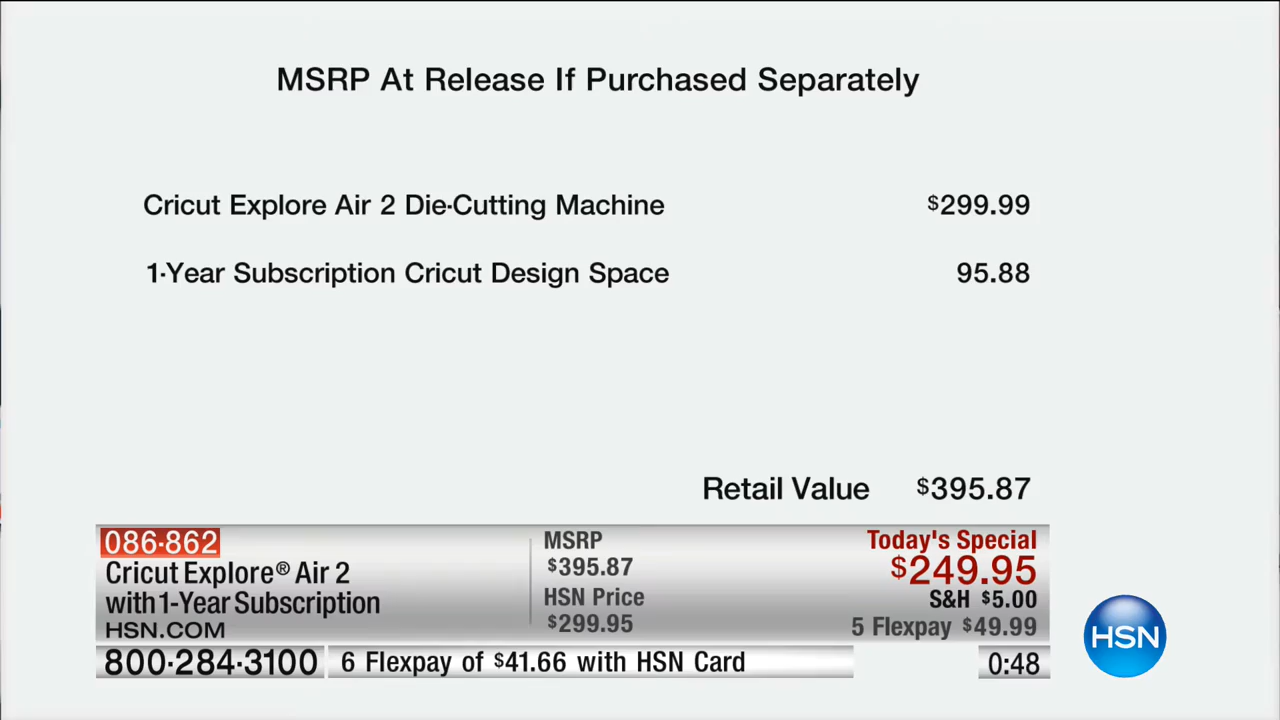 MSRP At Release If Purchased Separately
Cricut Explore Air 2 Die-Cutting Machine $299.99
1-Year Subscription Cricut Design Space 95.88
Retail Value $395.87
086-862
Cricut Explore® Air 2
with 1-Year Subscription
HSN.COM
MSRP
$395.87
HSN Price
$299.95
Today's Special
$249.95
S&H $5.00
5 Flexpay $49.99
HSN
800-284-3100 6 Flexpay of $41.66 with HSN Card 0:48